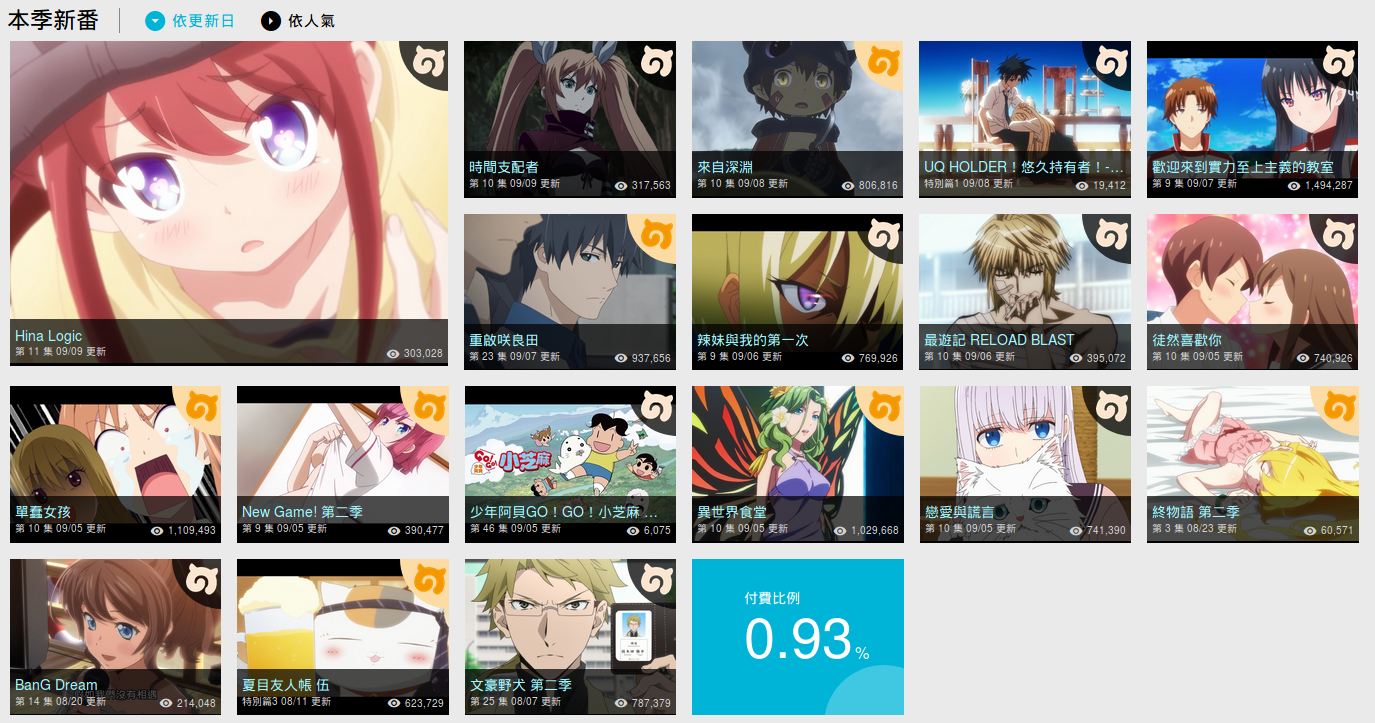 本季新番
依更新日
依人氣
Hina Logic
第 11 集 09/09 更新
303,028
時間支配者
第 10 集 09/09 更新
317,563
來自深淵
第 10 集 09/08 更新
806,816
UQ HOLDER！悠久持有者！-...
特別篇1 09/08 更新
19,412
歡迎來到實力至上主義的教室
第 9 集 09/07 更新
1,494,287
重啟咲良田
第 23 集 09/07 更新
937,656
辣妹與我的第一次
第 9 集 09/06 更新
769,926
最遊記 RELOAD BLAST
第 10 集 09/06 更新
395,072
徒然喜歡你
第 10 集 09/05 更新
740,926
單蠢女孩
第 10 集 09/05 更新
1,109,493
New Game! 第二季
第 9 集 09/05 更新
390,477
GO! GO!
小芝麻
少年阿貝GO！GO！小芝麻 ...
第 46 集 09/05 更新
6,075
異世界食堂
第 10 集 09/05 更新
1,029,668
戀愛與謊言
第 10 集 09/05 更新
741,390
終物語 第二季
第 3 集 08/23 更新
60,571
BanG Dream
第 14 集 08/20 更新
214,048
夏目友人帳 伍
特別篇3 08/11 更新
623,729
文豪野犬 第二季
第 25 集 08/07 更新
787,379
付費比例
0.93%